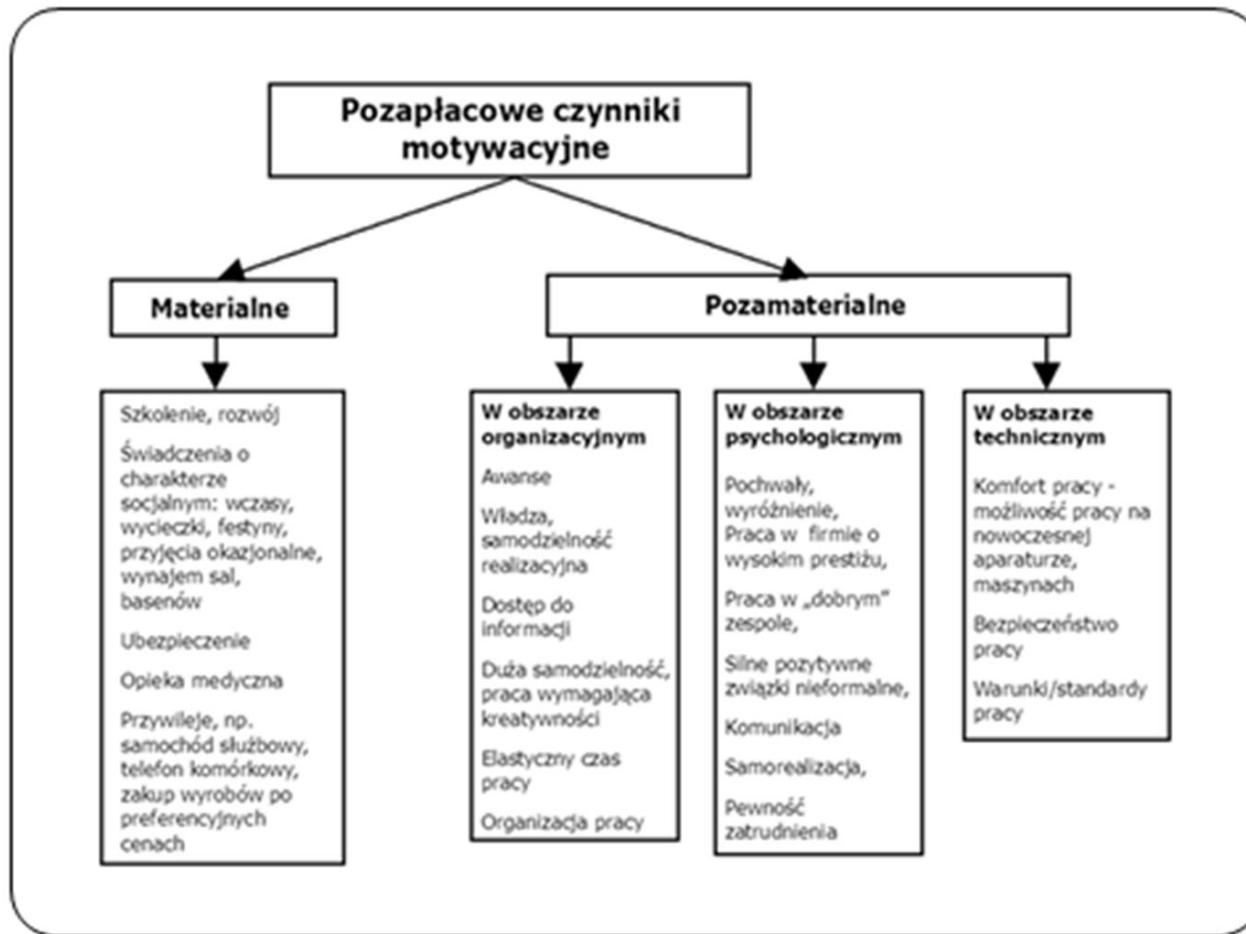 Pozapłacowe czynniki
motywacyjne
Materialne
Pozamaterialne
Szkolenie, rozwój
Świadczenia o
charakterze
socjalnym: wczasy,
wycieczki, festyny,
przyjęcia okazjonalne,
wynajem sal,
basenów
Ubezpieczenie
Opieka medyczna
Przywileje, np.
samochód służbowy,
telefon komórkowy,
zakup wyrobów po
preferencyjnych
cenach
W obszarze
organizacyjnym
Awanse
Władza,
samodzielność
realizacyjna
Dostęp do
informacji
Duża samodzielność,
praca wymagająca
kreatywności
Elastyczny czas
pracy
Organizacja pracy
W obszarze
psychologicznym
Pochwały,
wyróżnienie,
Praca w firmie o
wysokim prestiżu,
Praca w „dobrym”
zespole,
Silne pozytywne
związki nieformalne,
Komunikacja
Samorealizacja,
Pewność
zatrudnienia
W obszarze
technicznym
Komfort pracy -
możliwość pracy na
nowoczesnej
aparaturze,
maszynach
Bezpieczeństwo
pracy
Warunki/standardy
pracy